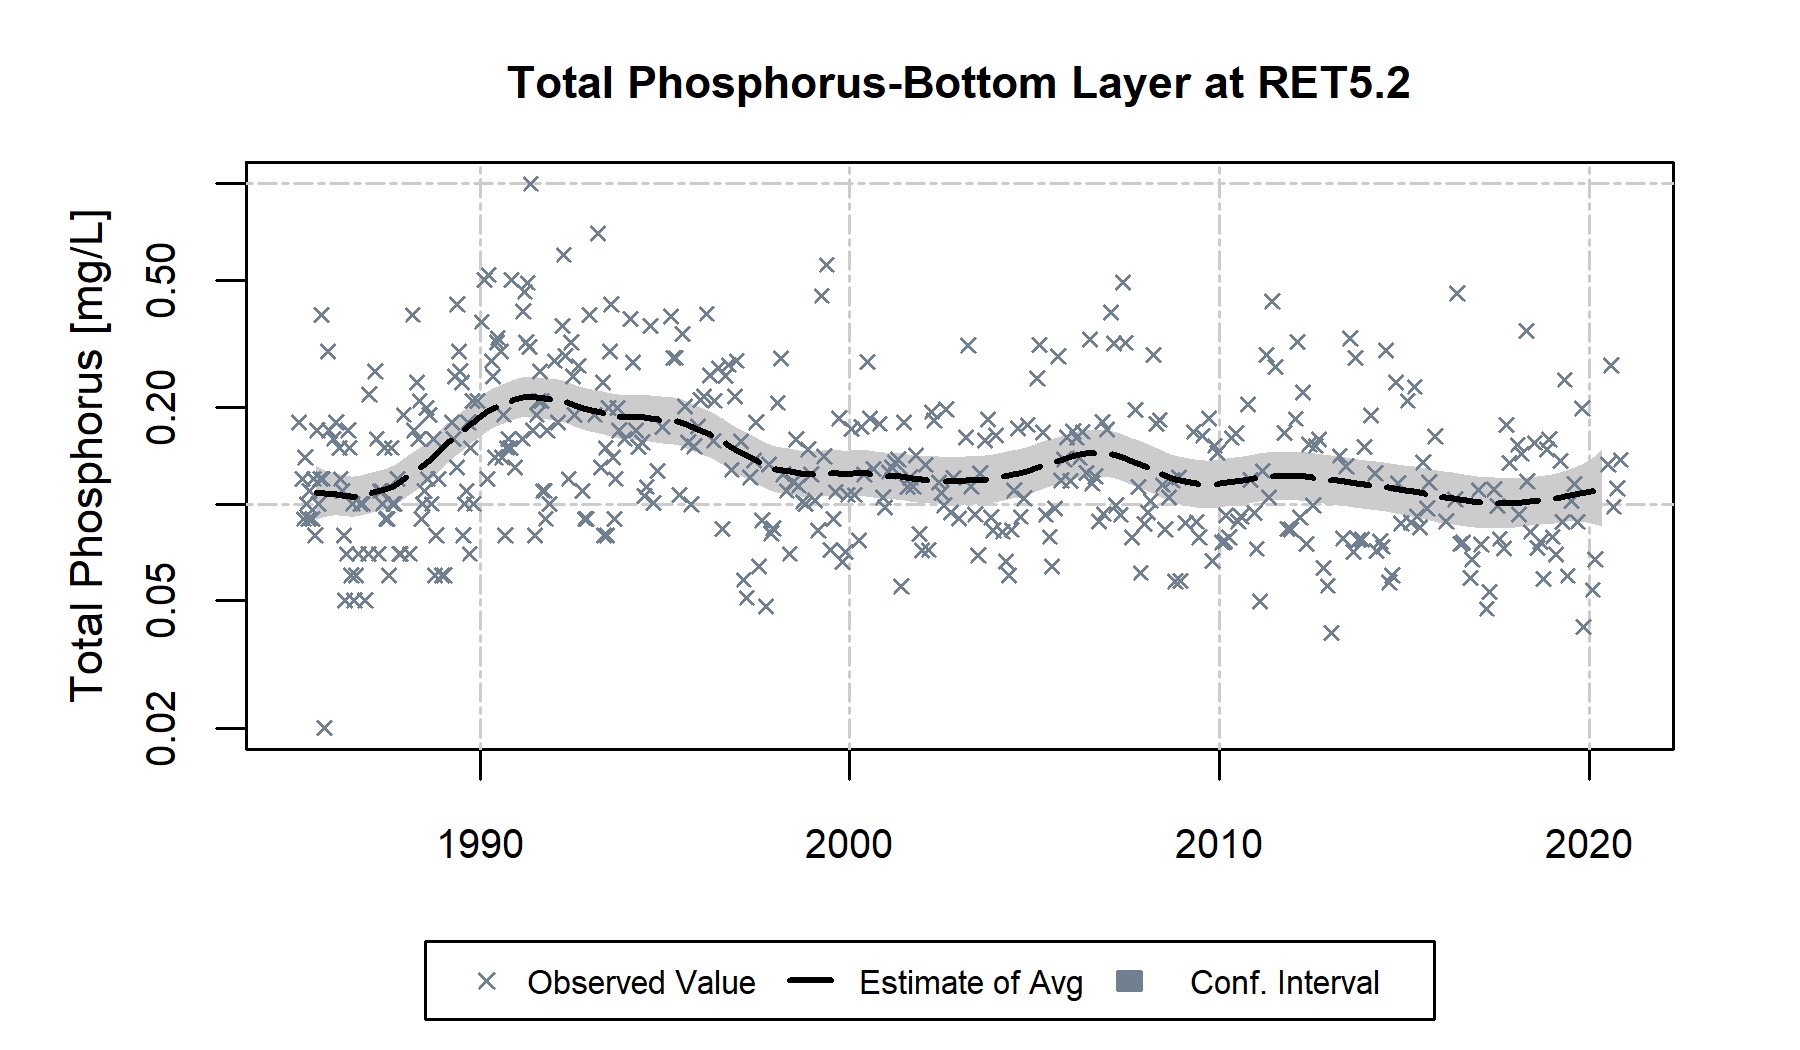 Total Phosphorus-Bottom Layer at RET5.2
Total Phosphorus [mg/L]
0.50
0.20
0.05
0.02
1990 2000 2010 2020
Observed Value Estimate of Avg Conf. Interval